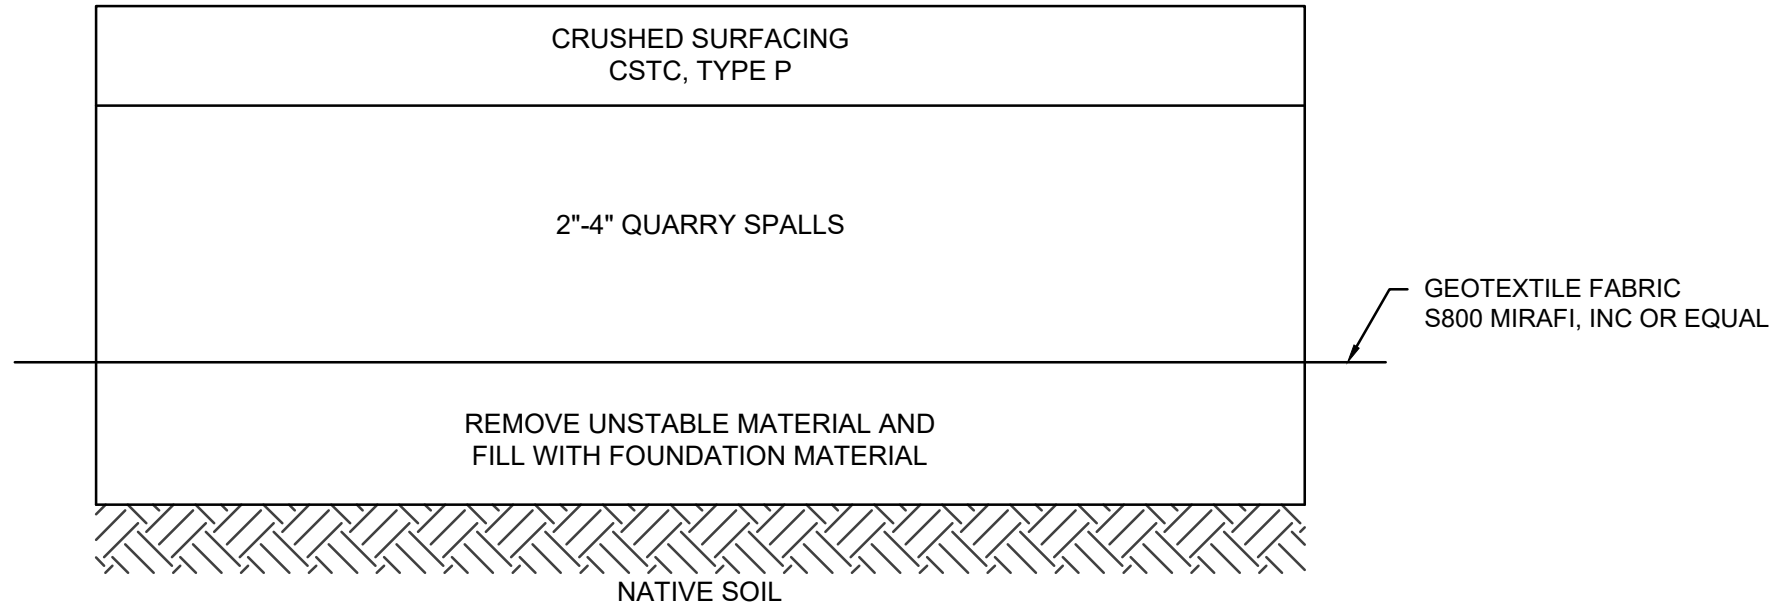 CRUSHED SURFACING
CSTC, TYPE P
2"-4" QUARRY SPALLS
GEOTEXTILE FABRIC
S800 MIRAFI, INC OR EQUAL
REMOVE UNSTABLE MATERIAL AND
FILL WITH FOUNDATION MATERIAL
NATIVE SOIL